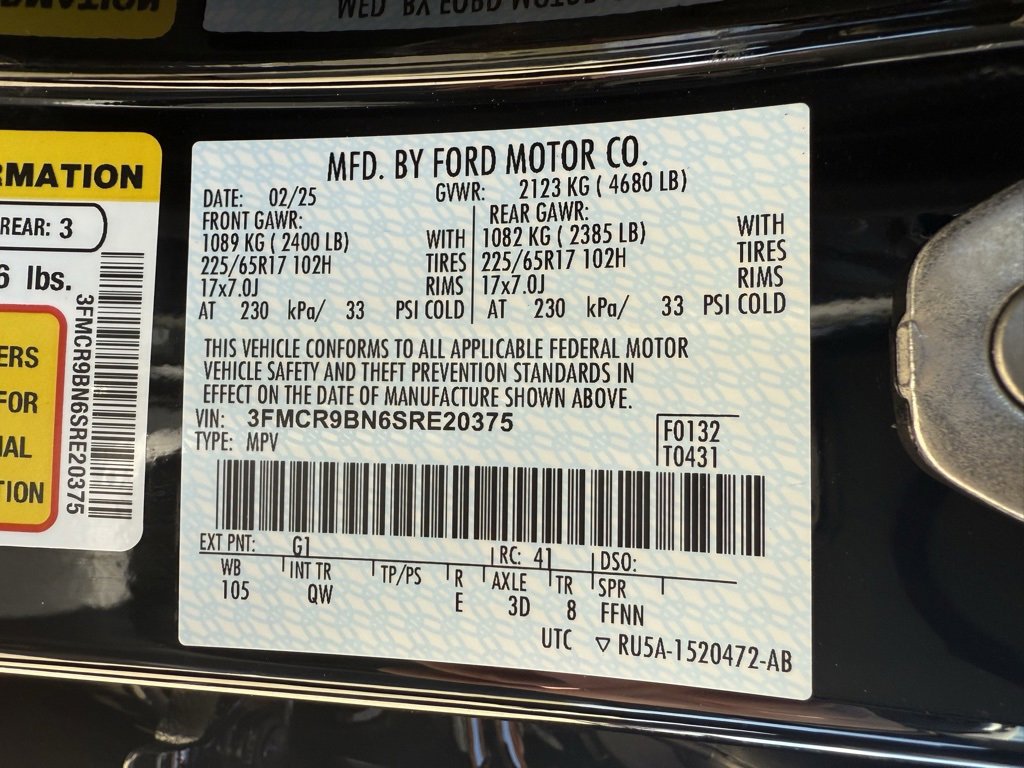 MFD. BY FORD MOTOR CO.
DATE: 02/25 GVWR: 2123 KG ( 4680 LB)
FRONT GAWR: REAR GAWR:
1089 KG ( 2400 LB) WITH 1082 KG ( 2385 LB) WITH
225/65R17 102H TIRES 225/65R17 102H TIRES
17x7.0J RIMS 17x7.0J RIMS
AT 230 kPa/ 33 PSI COLD AT 230 kPa/ 33 PSI COLD
THIS VEHICLE CONFORMS TO ALL APPLICABLE FEDERAL MOTOR
VEHICLE SAFETY AND THEFT PREVENTION STANDARDS IN
EFFECT ON THE DATE OF MANUFACTURE SHOWN ABOVE.
VIN: 3FMCR9BN6SRE20375
TYPE: MPV
F0132
T0431
EXT PNT: G1 RC: 41 DSO:
WB INT TR TP/PS R AXLE TR SPR
105 QW E 3D 8 FFNN
UTC ▽ RU5A-1520472-AB
RMATION
REAR: 3
6 lbs.
3FMCR9BN6SRE20375
ERS
FOR
IAL
TION